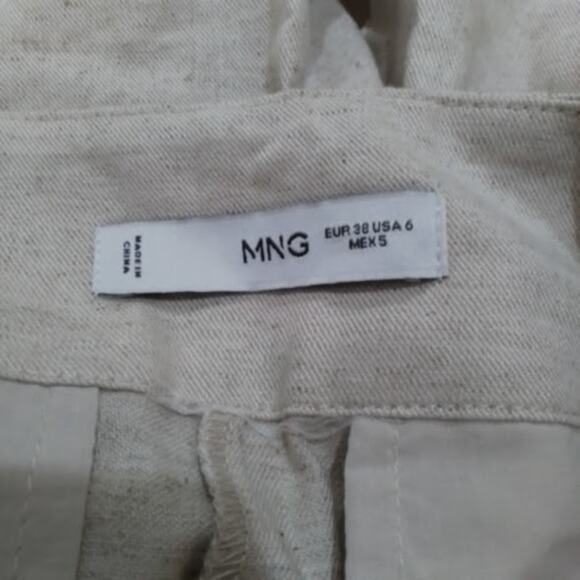 MADE IN
CHINA
MNG
EUR 38 USA 6
MEX 5